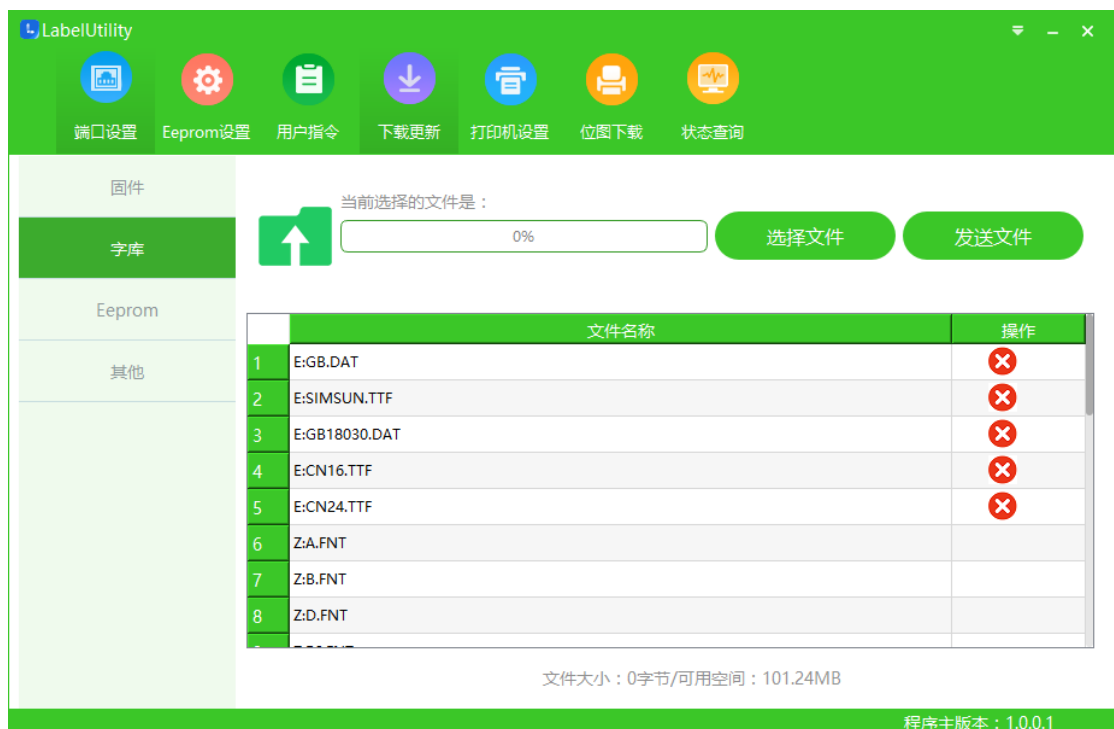 LabelUtility
端口设置 Eeprom设置 用户指令 下载更新 打印机设置 位图下载 状态查询
固件
字库
Eeprom
其他
当前选择的文件是：
0% 选择文件 发送文件
文件名称 操作
1 E:GB.DAT
2 E:SIMSUN.TTF
3 E:GB18030.DAT
4 E:CN16.TTF
5 E:CN24.TTF
6 Z:A.FNT
7 Z:B.FNT
8 Z:D.FNT
文件大小：0字节/可用空间：101.24MB
程序主版本：1.0.0.1